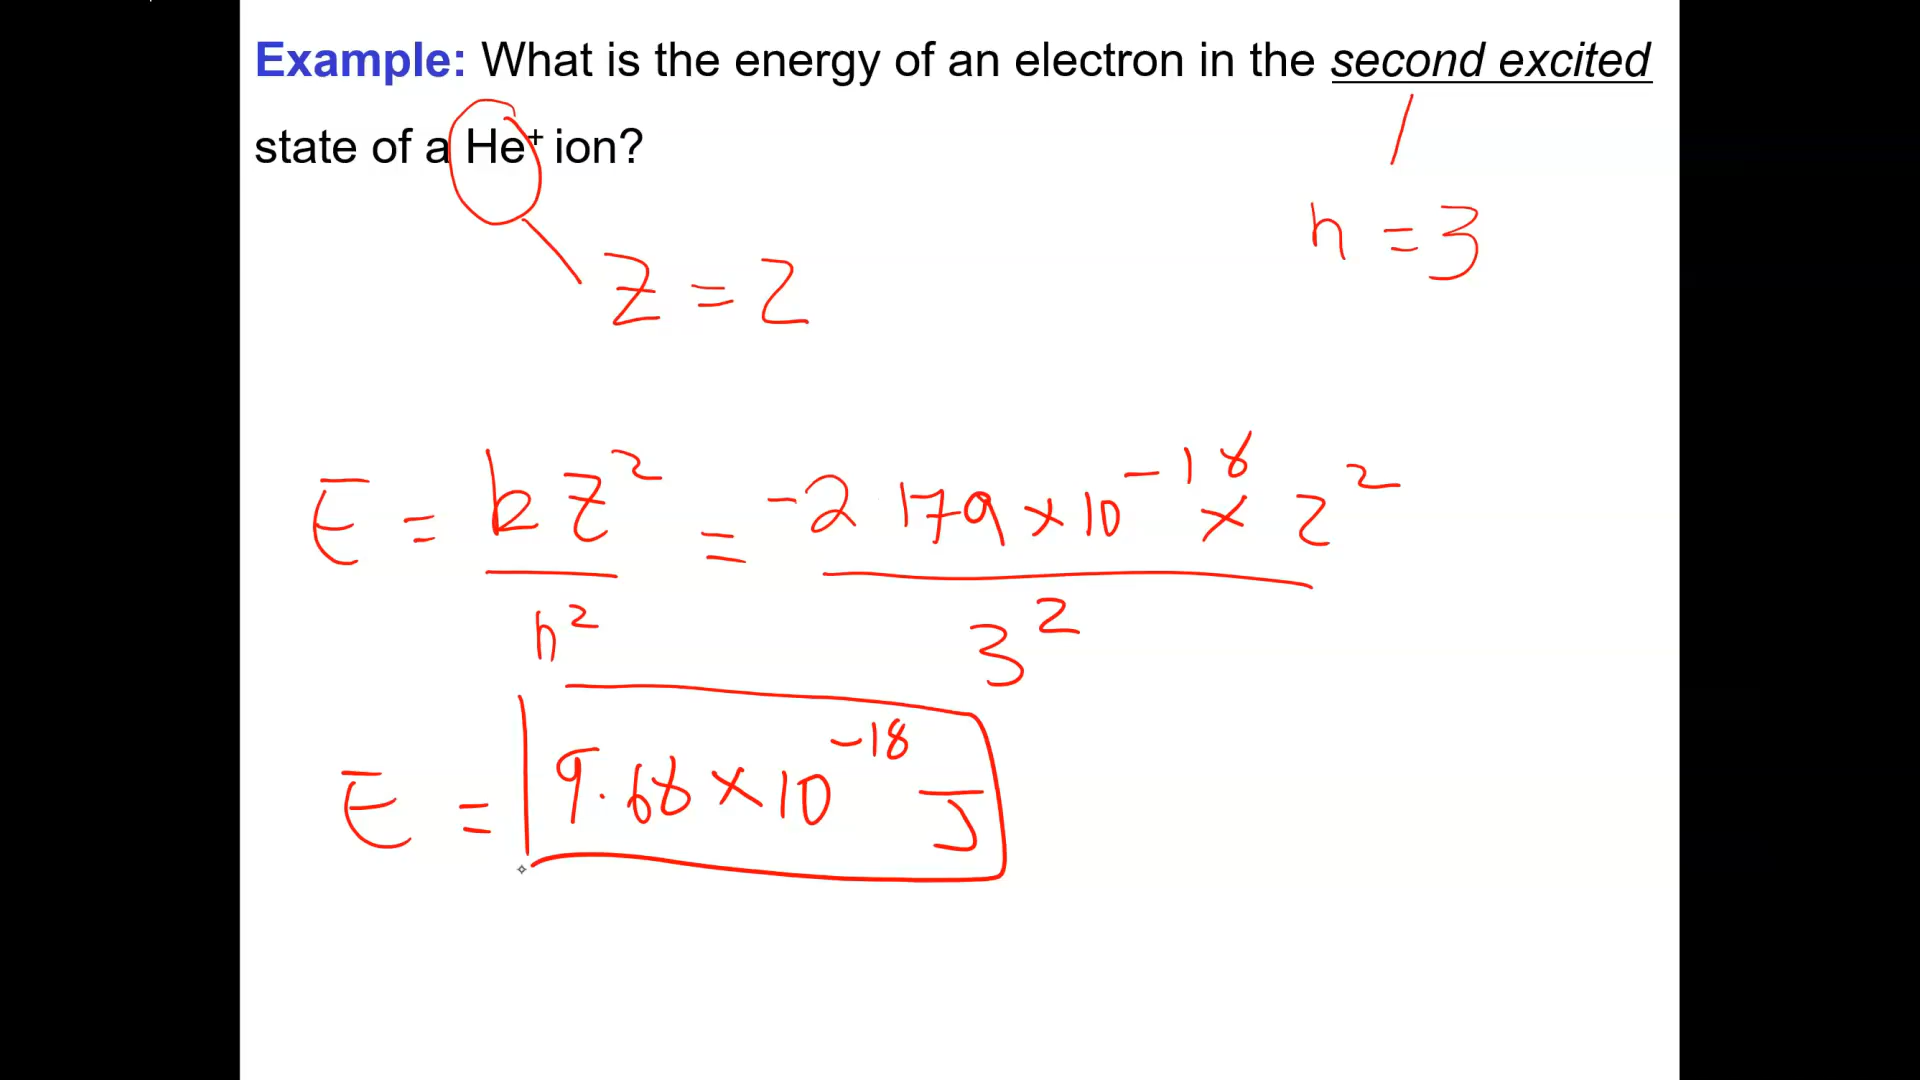 Example: What is the energy of an electron in the second excited
state of a He⁺ ion?
n = 3
Z = 2
E = kZ² / n² = -2 179 × 10⁻¹⁸ × 2² / 3²
E = 9.68 × 10⁻¹⁸ J